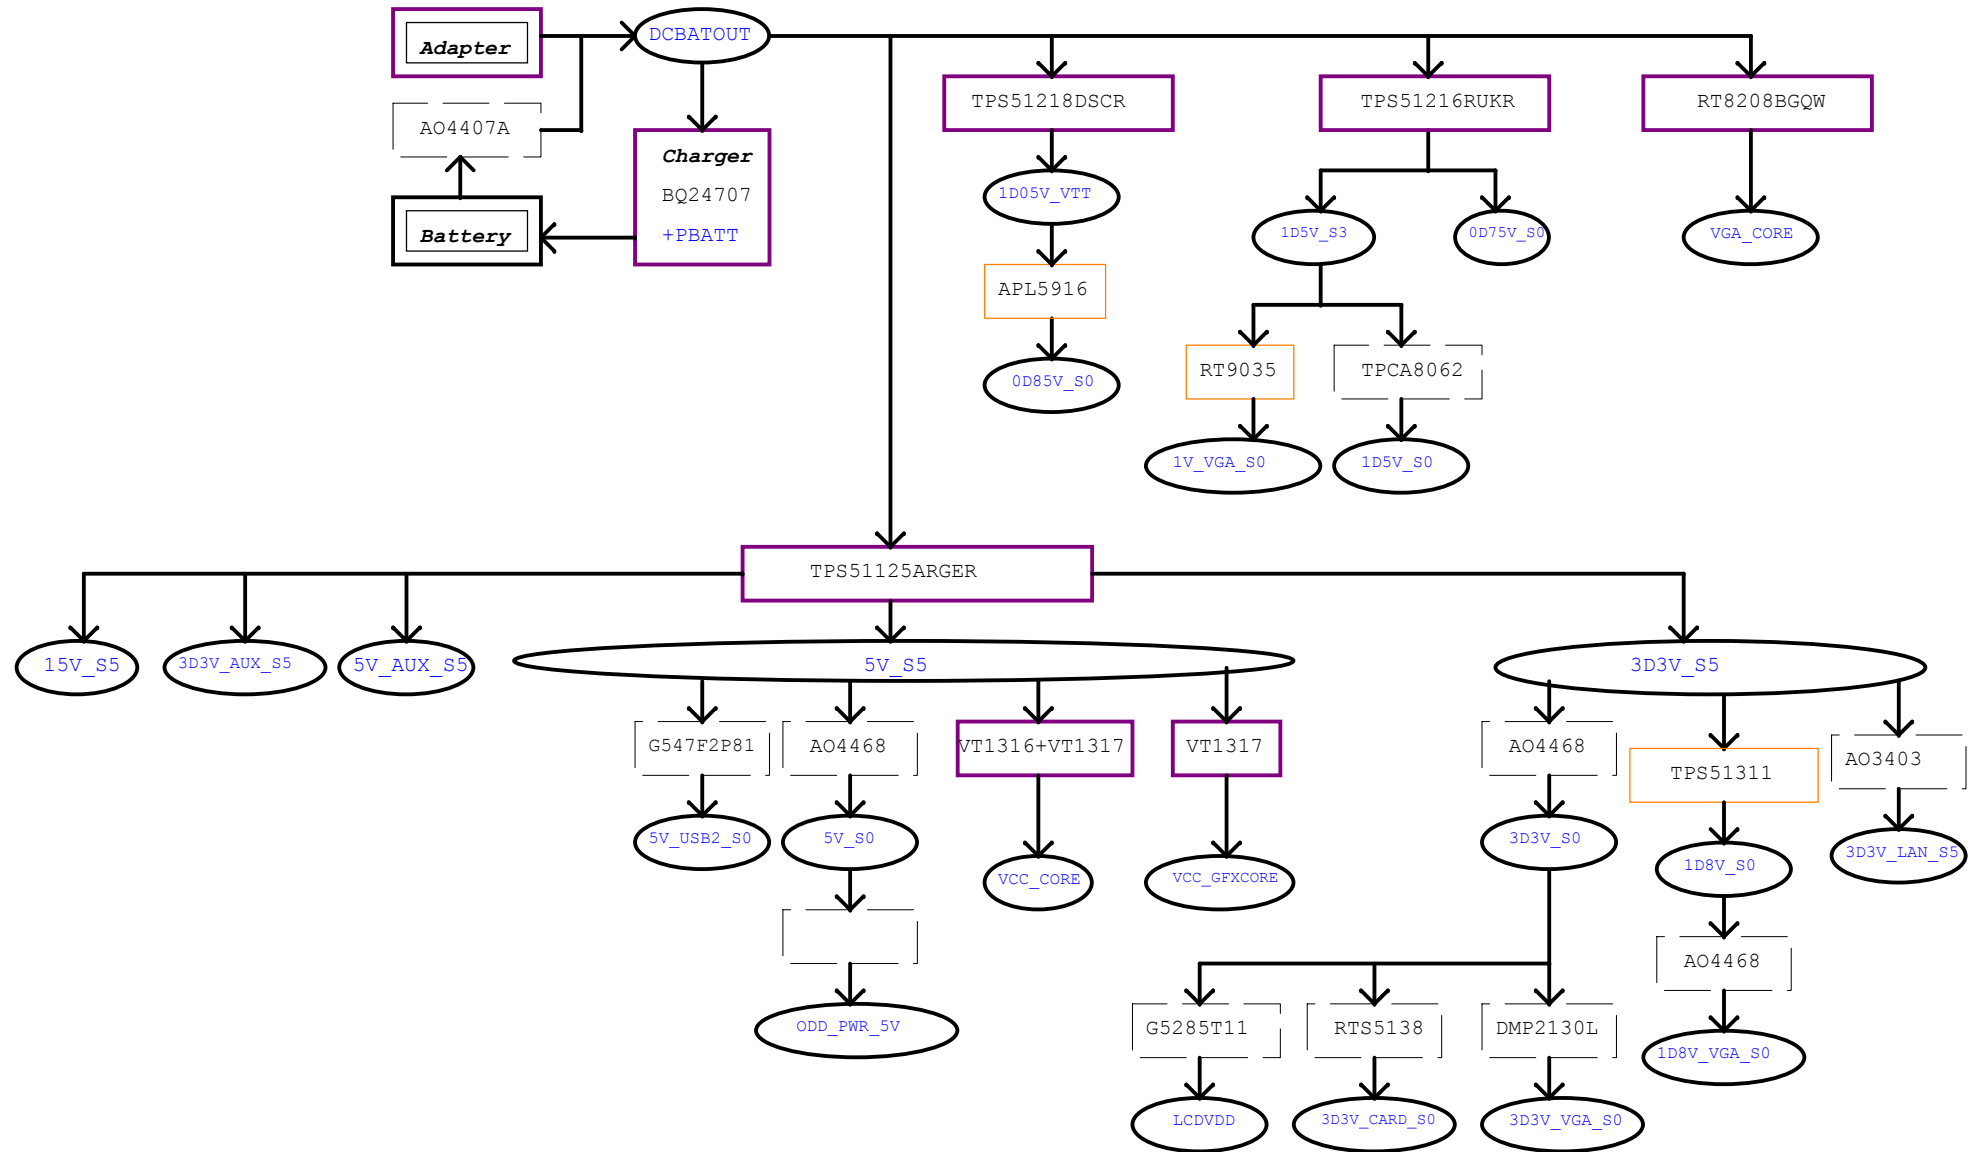 Adapter
DCBATOUT
TPS51218DSCR
TPS51216RUKR
RT8208BGQW
AO4407A
Charger
BQ24707
+PBATT
Battery
1D05V_VTT
1D5V_S3
0D75V_S0
VGA_CORE
APL5916
RT9035
TPCA8062
0D85V_S0
1V_VGA_S0
1D5V_S0
TPS51125ARGER
15V_S5
3D3V_AUX_S5
5V_AUX_S5
5V_S5
3D3V_S5
G547F2P81
AO4468
VT1316+VT1317
VT1317
AO4468
TPS51311
AO3403
5V_USB2_S0
5V_S0
VCC_CORE
VCC_GFXCORE
3D3V_S0
1D8V_S0
3D3V_LAN_S5
AO4468
ODD_PWR_5V
G5285T11
RTS5138
DMP2130L
1D8V_VGA_S0
LCDVDD
3D3V_CARD_S0
3D3V_VGA_S0